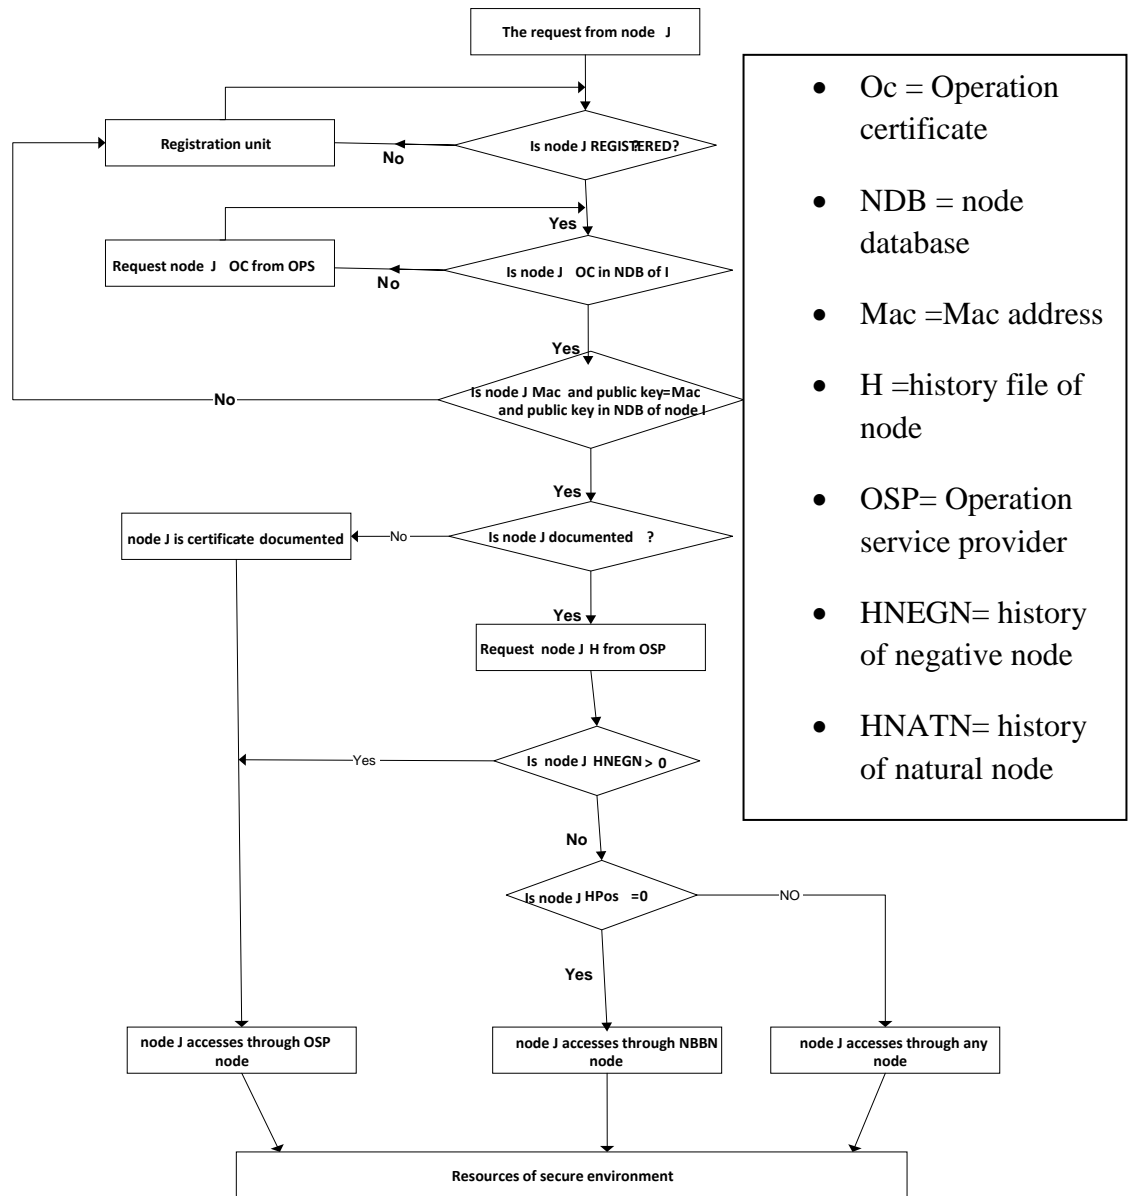 The request from node J
Registration unit
No
Is node J REGISTERED?
Yes
Request node J OC from OPS
No
Is node J OC in NDB of I
Yes
No
Is node J Mac and public key=Mac
and public key in NDB of node I
Yes
node J is certificate documented
No
Is node J documented ?
Yes
Request node J H from OSP
Yes
Is node J HNEGN > 0
No
Is node J HPos =0
NO
Yes
node J accesses through OSP
node
node J accesses through NBBN
node
node J accesses through any
node
Resources of secure environment
• Oc = Operation
certificate
• NDB = node
database
• Mac =Mac address
• H =history file of
node
• OSP= Operation
service provider
• HNEGN= history
of negative node
• HNATN= history
of natural node